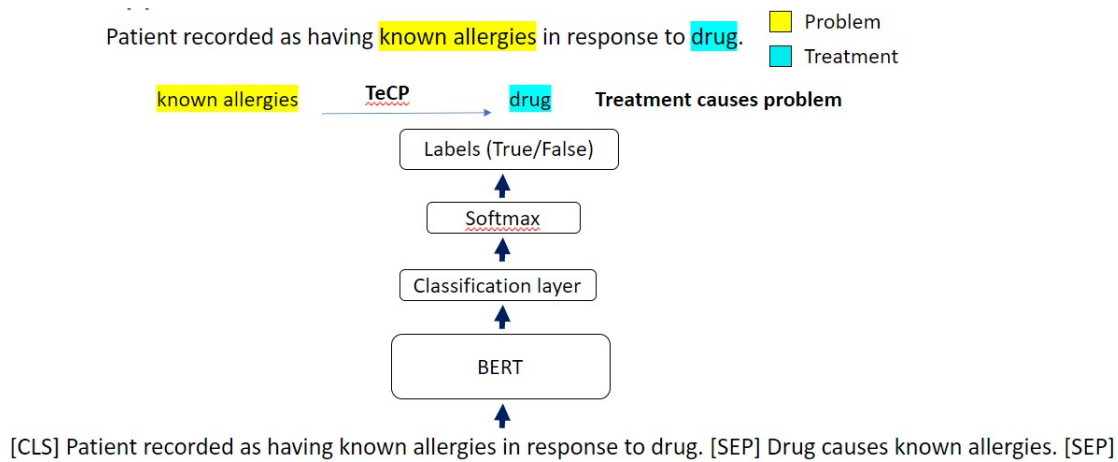 Patient recorded as having known allergies in response to drug.
Problem
Treatment
known allergies TeCP drug Treatment causes problem
Labels (True/False)
Softmax
Classification layer
BERT
[CLS] Patient recorded as having known allergies in response to drug. [SEP] Drug causes known allergies. [SEP]